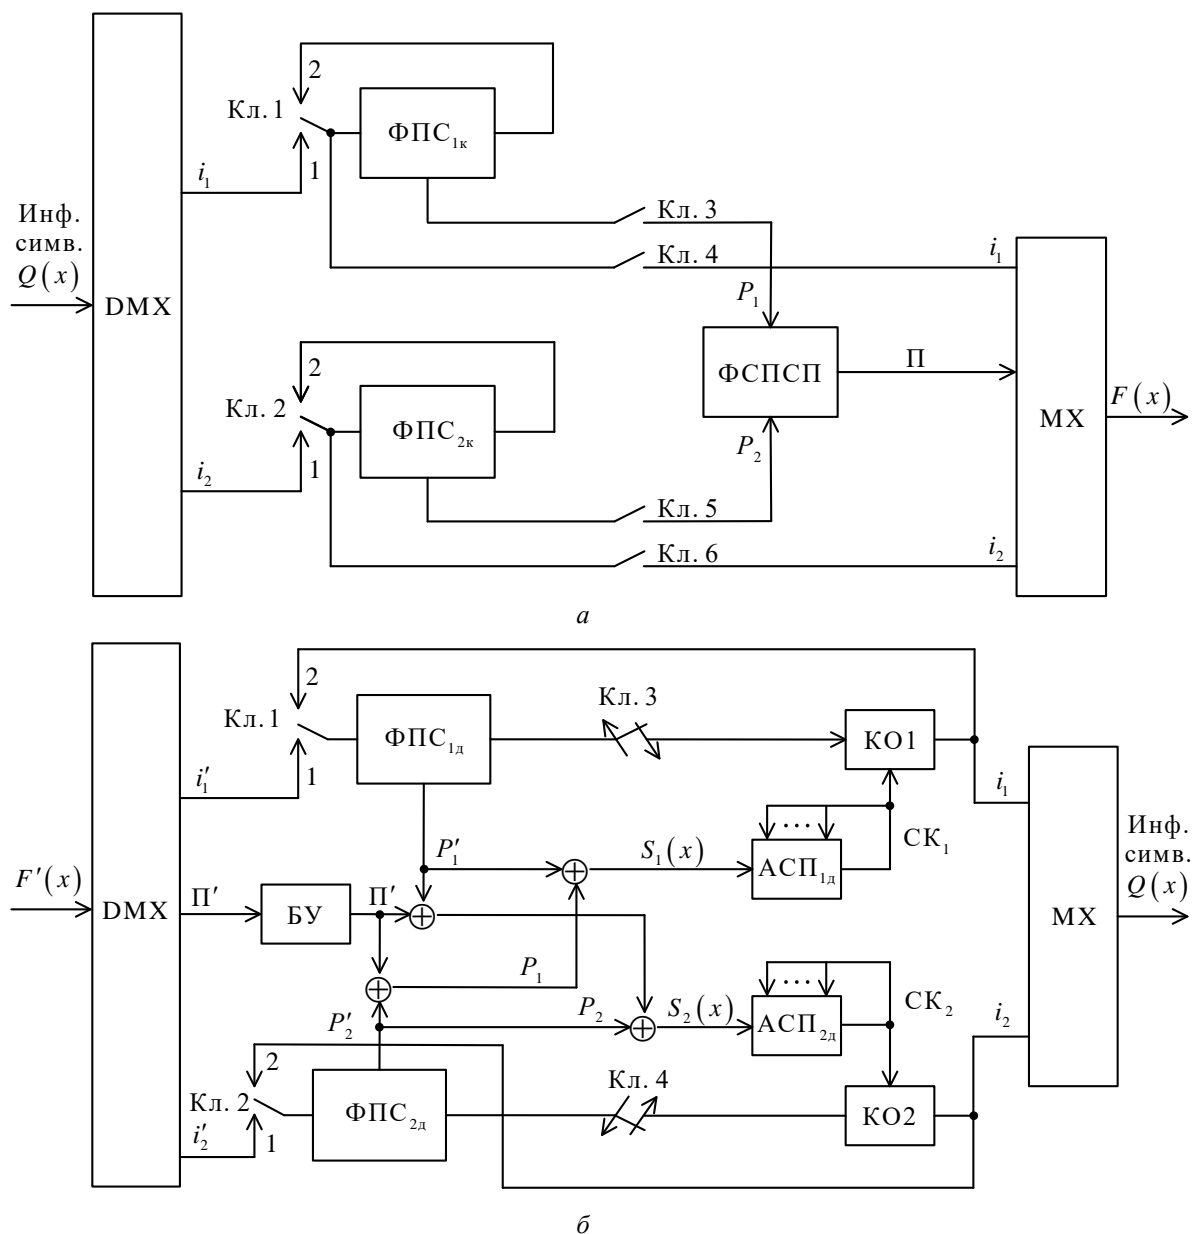 2
Кл. 1
ФПС1к
i1
1
Инф.
симв.
Q(x)
DMX
Кл. 3
Кл. 4
i1
P1
2
Кл. 2
ФПС2к
ФСПСП
П
F(x)
MX
P2
i2
1
Кл. 5
Кл. 6
i2
а
2
Кл. 1
ФПС1д
Кл. 3
КО1
i′1
1
i1
P′1
S1(x)
···
АСП1д
СК1
Инф.
симв.
Q(x)
F′(x)
DMX
П′
БУ
П′
MX
P1
P2
S2(x)
···
АСП2д
СК2
i2
P′2
2
Кл. 2
ФПС2д
Кл. 4
КО2
i′2
1
б